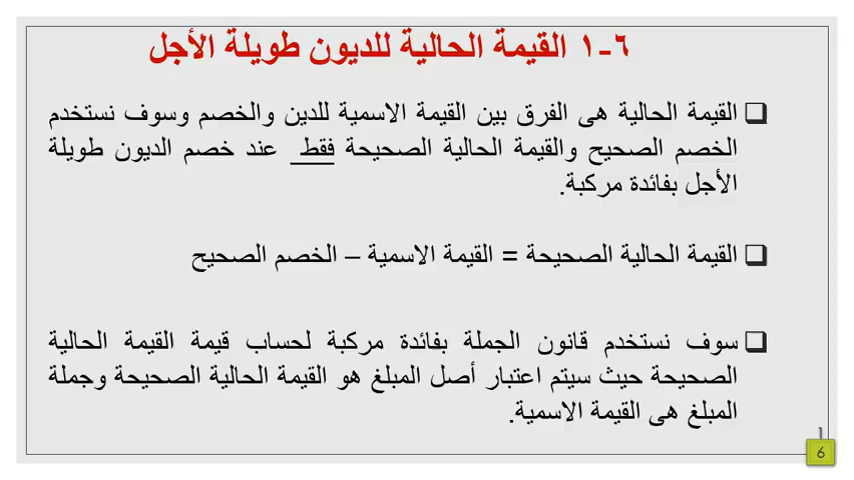 ٦-١ القيمة الحالية للديون طويلة الأجل
❑ القيمة الحالية هى الفرق بين القيمة الاسمية للدين والخصم وسوف نستخدم
الخصم الصحيح والقيمة الحالية الصحيحة فقط عند خصم الديون طويلة
الأجل بفائدة مركبة.
❑ القيمة الحالية الصحيحة = القيمة الاسمية – الخصم الصحيح
❑ سوف نستخدم قانون الجملة بفائدة مركبة لحساب قيمة القيمة الحالية
الصحيحة حيث سيتم اعتبار أصل المبلغ هو القيمة الحالية الصحيحة وجملة
المبلغ هى القيمة الاسمية.
1
6